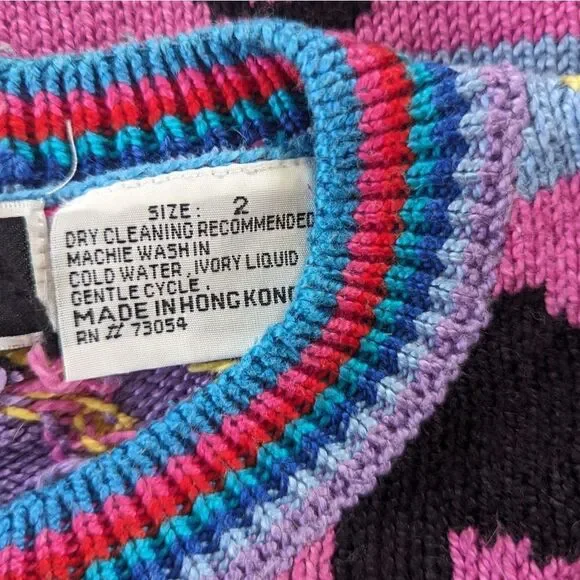 SIZE: 2
DRY CLEANING RECOMMENDED
MACHIE WASH IN
COLD WATER, IVORY LIQUID
GENTLE CYCLE,
MADE IN HONG KONG
RN # 73054